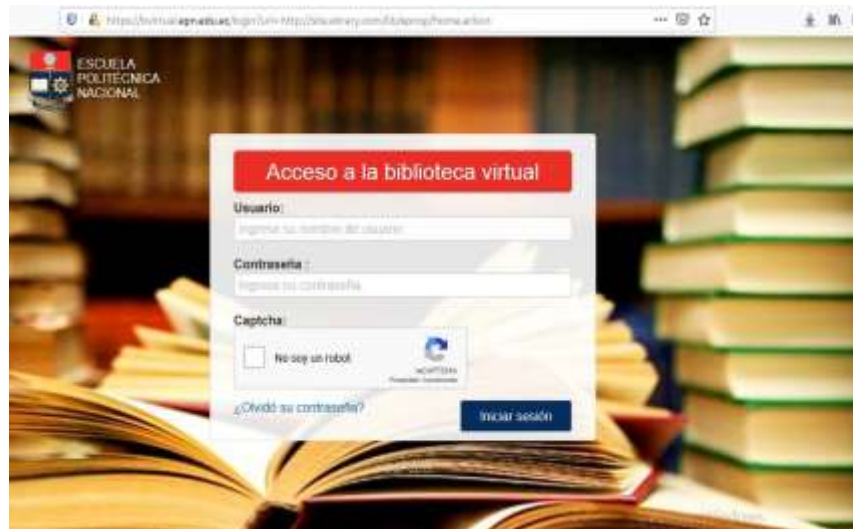 ESCUELA
POLITÉCNICA
NACIONAL
Acceso a la biblioteca virtual
Usuario:
Ingrese su nombre de usuario
Contraseña :
Ingrese su contraseña
Captcha:
No soy un robot
reCAPTCHA
¿Olvidó su contraseña?
Iniciar sesión